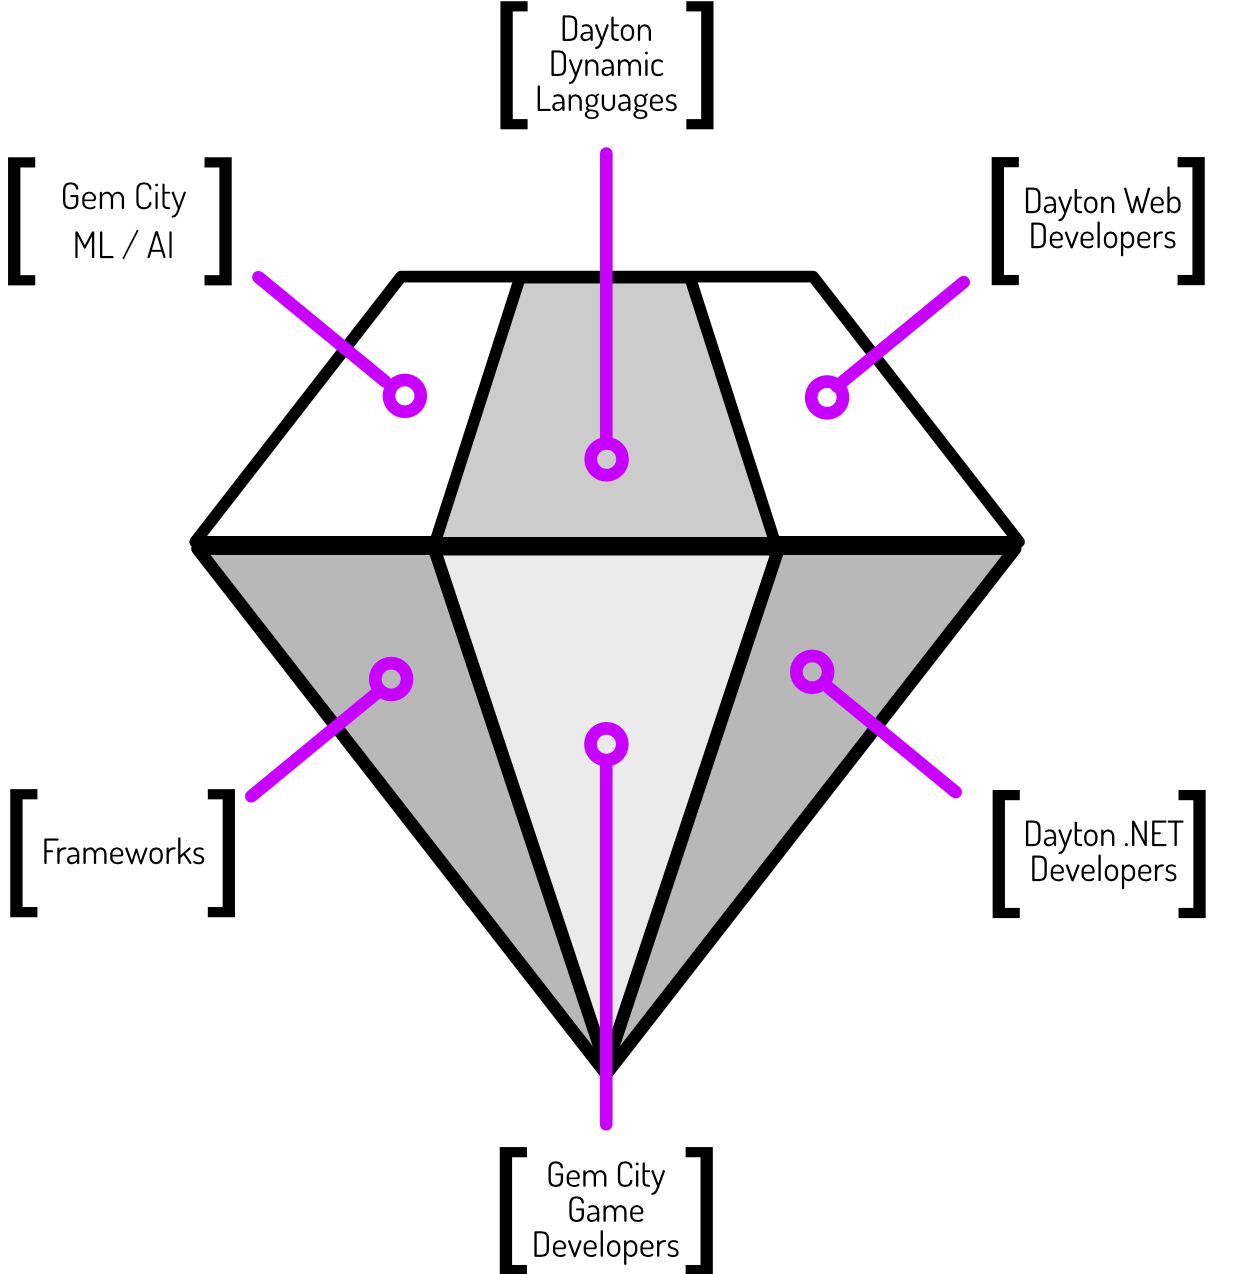 Dayton
Dynamic
Languages
Gem City
ML / AI
Dayton Web
Developers
Frameworks
Dayton .NET
Developers
Gem City
Game
Developers